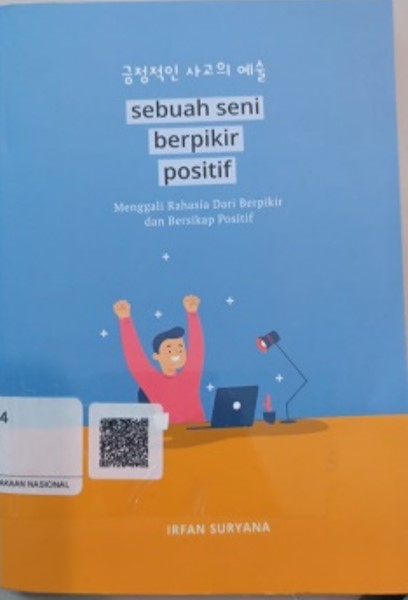 긍정적인 사고의 예술
sebuah seni
berpikir
positif
Menggali Rahasia Dari Berpikir
dan Bersikap Positif
4
AKAAN NASIONAL
IRFAN SURYANA